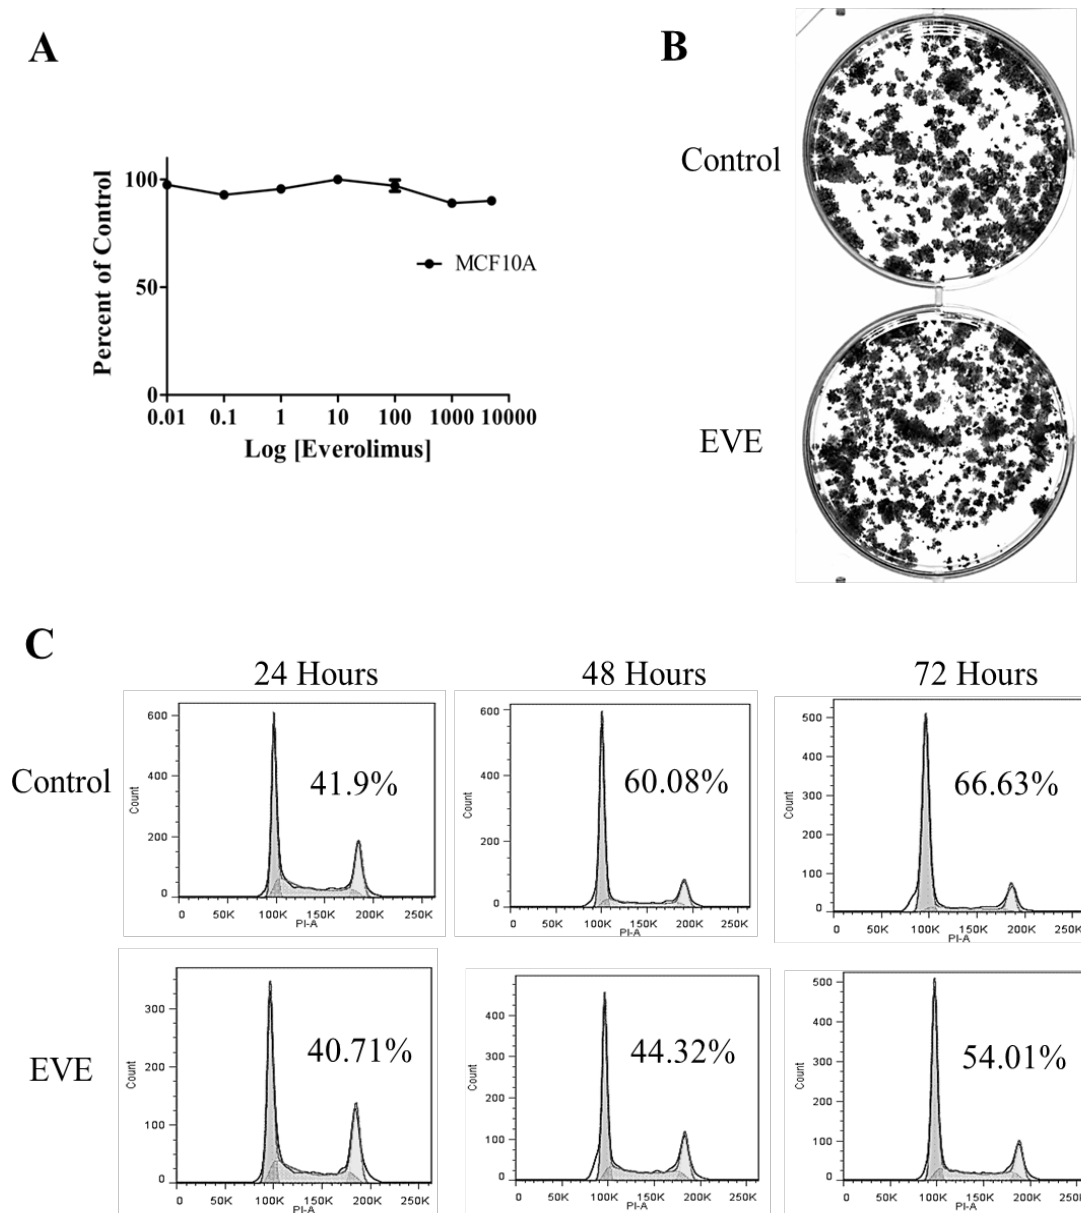 A
B
100
50
0
Percent of Control
MCF10A
0.01 0.1 1 10 100 1000 10000
Log [Everolimus]
Control
EVE
C
24 Hours 48 Hours 72 Hours
Control
600
400
200
0
Count
41.9%
0 50K 100K 150K 200K 250K
PI-A
600
400
200
0
Count
60.08%
0 50K 100K 150K 200K 250K
PI-A
500
400
300
200
100
0
Count
66.63%
0 50K 100K 150K 200K 250K
PI-A
EVE
300
200
100
0
Count
40.71%
0 50K 100K 150K 200K 250K
PI-A
400
300
200
100
0
Count
44.32%
0 50K 100K 150K 200K 250K
PI-A
500
400
300
200
100
0
Count
54.01%
0 50K 100K 150K 200K 250K
PI-A